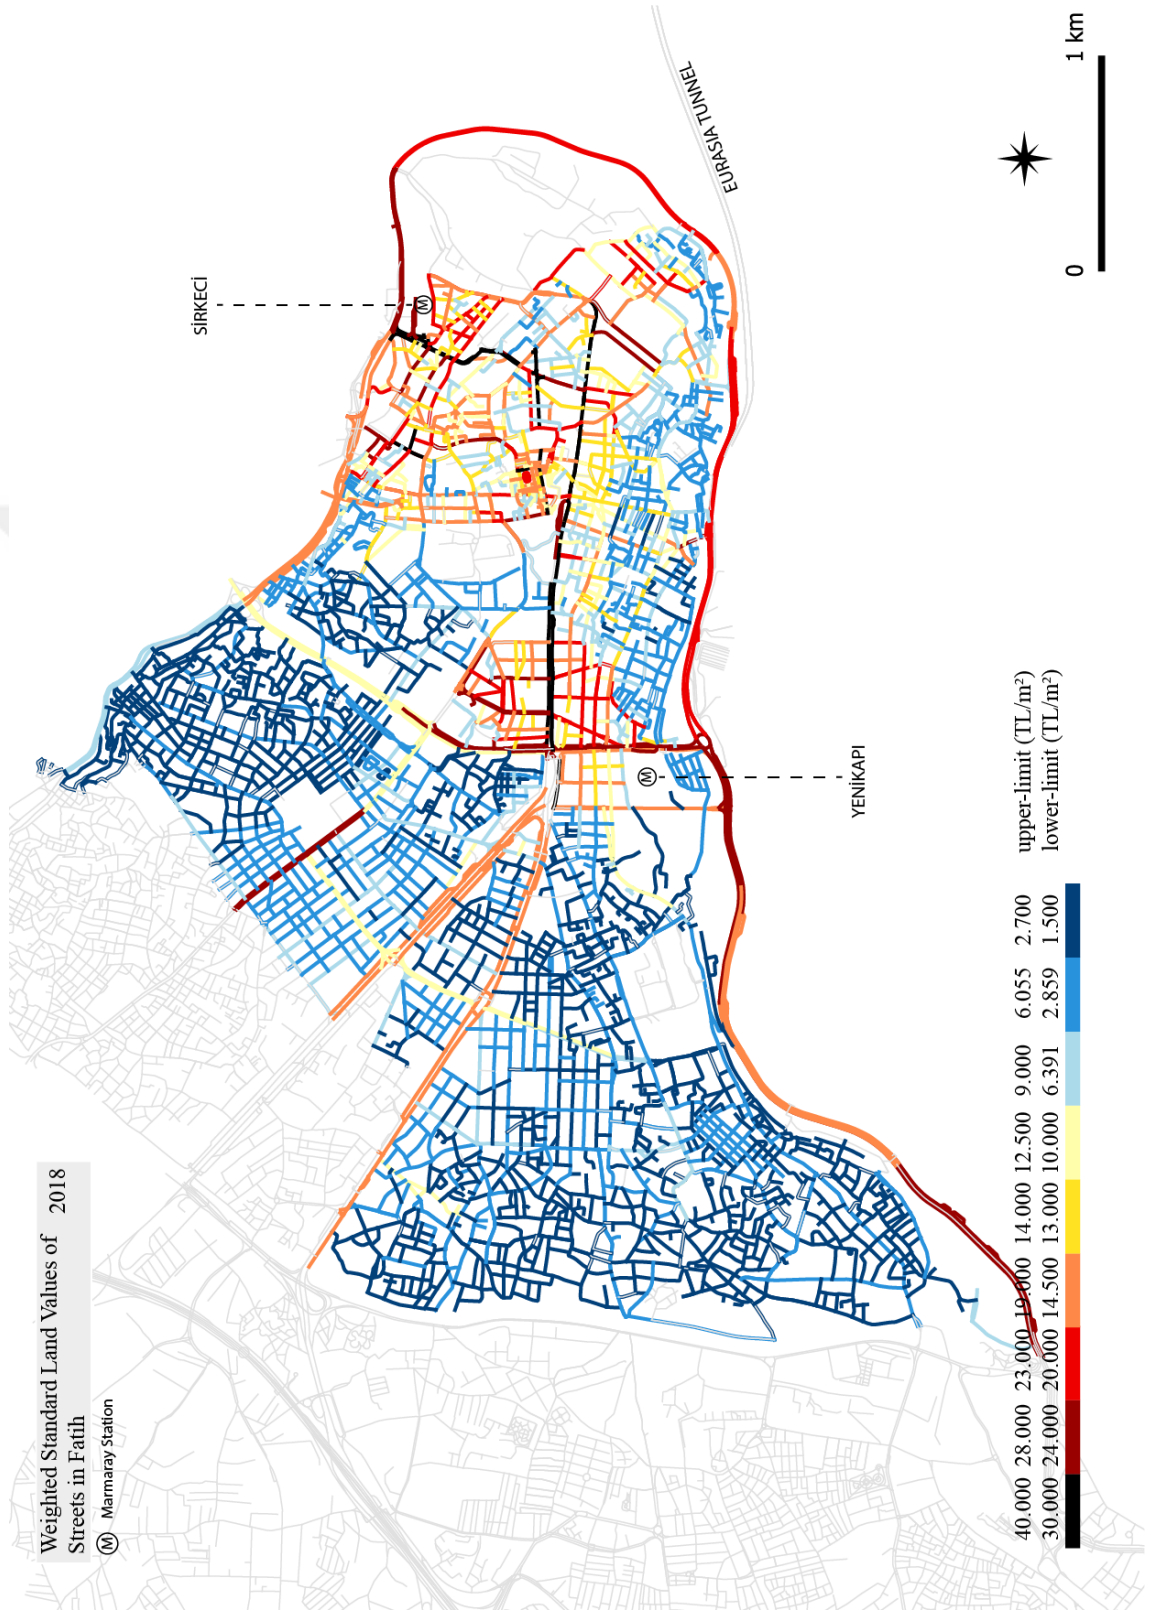 Weighted Standard Land Values of 2018
Streets in Fatih
Ⓜ Marmaray Station
SİRKECİ
M
EURASIA TUNNEL
YENİKAPI
M
0 1 km
40.000 28.000 23.000 19.000 14.000 12.500 9.000 6.055 2.700 upper-limit (TL/m²)
30.000 24.000 20.000 14.500 13.000 10.000 6.391 2.859 1.500 lower-limit (TL/m²)